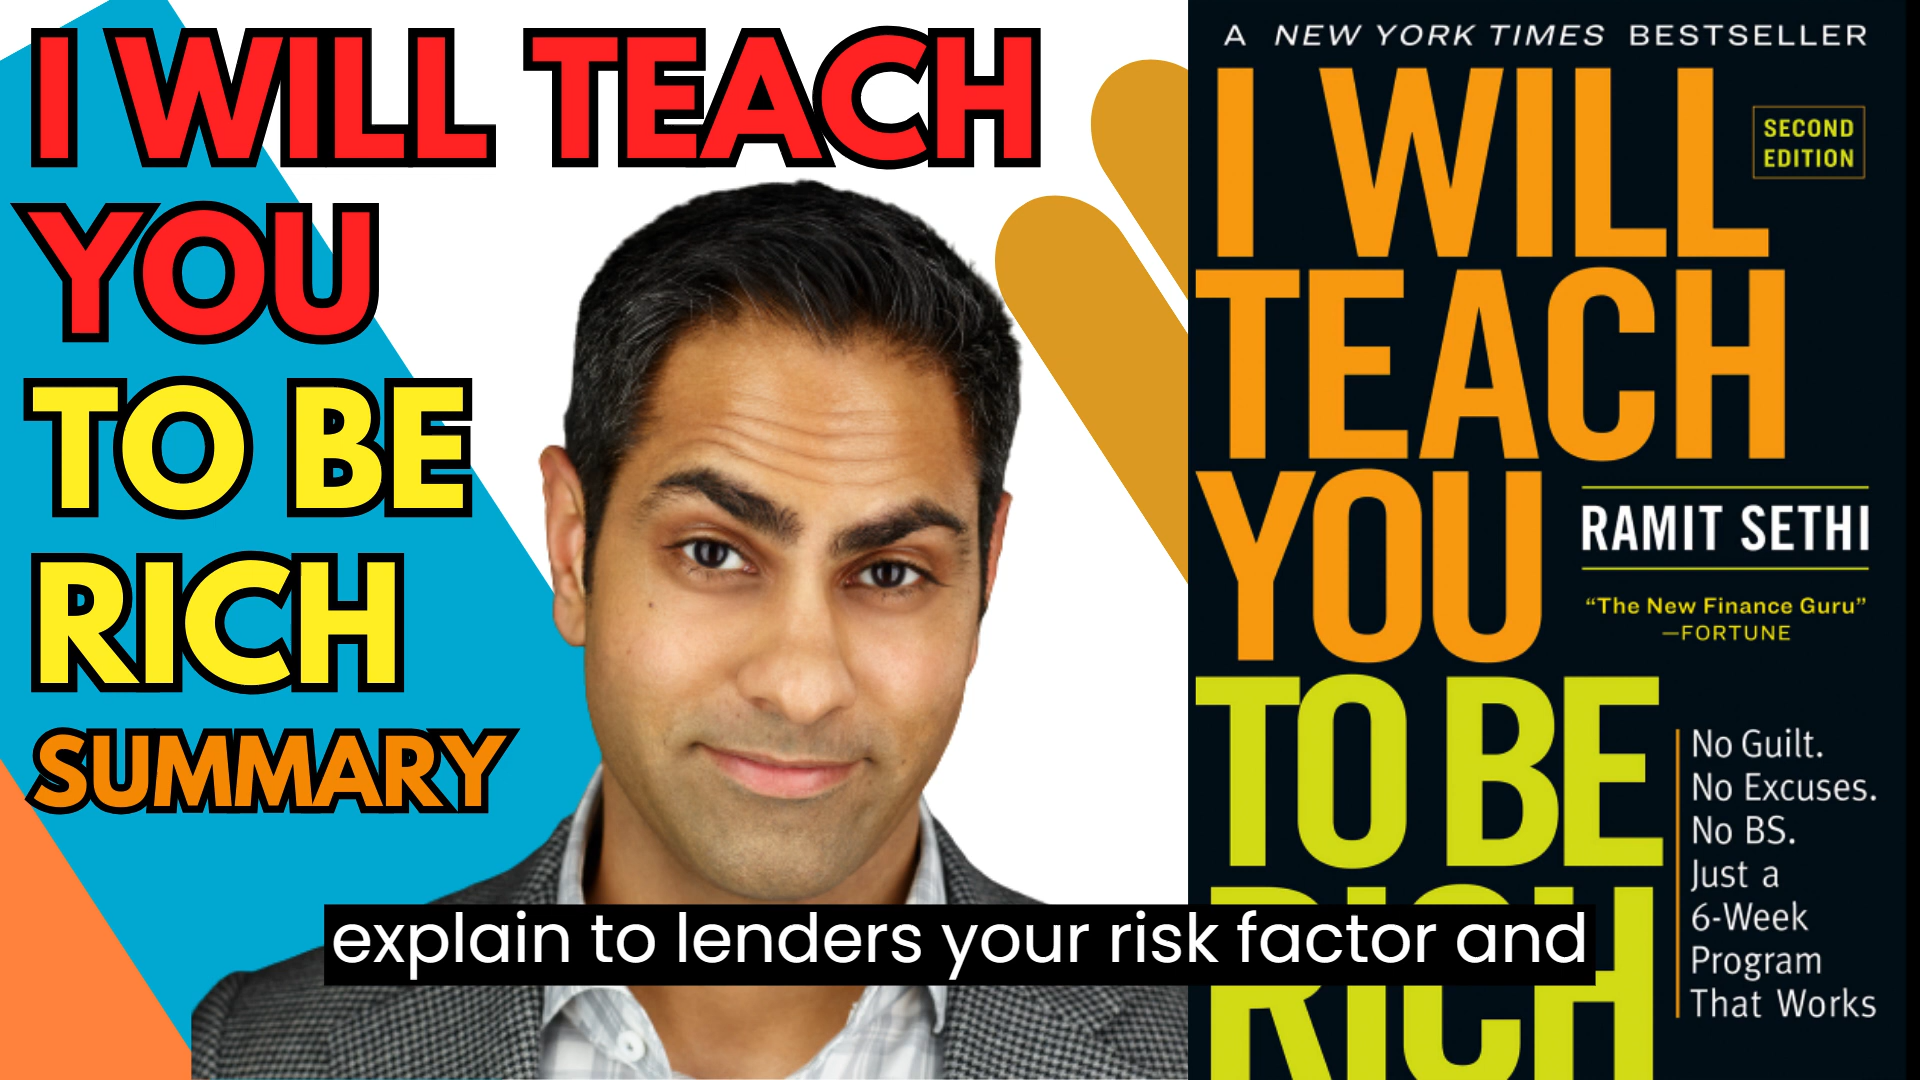 I WILL TEACH
YOU
TO BE
RICH
SUMMARY
A NEW YORK TIMES BESTSELLER
I WILL
SECOND
EDITION
TEACH
YOU
RAMIT SETHI
“The New Finance Guru”
—FORTUNE
TO BE
RICH
No Guilt.
No Excuses.
No BS.
Just a
6-Week
Program
That Works
explain to lenders your risk factor and